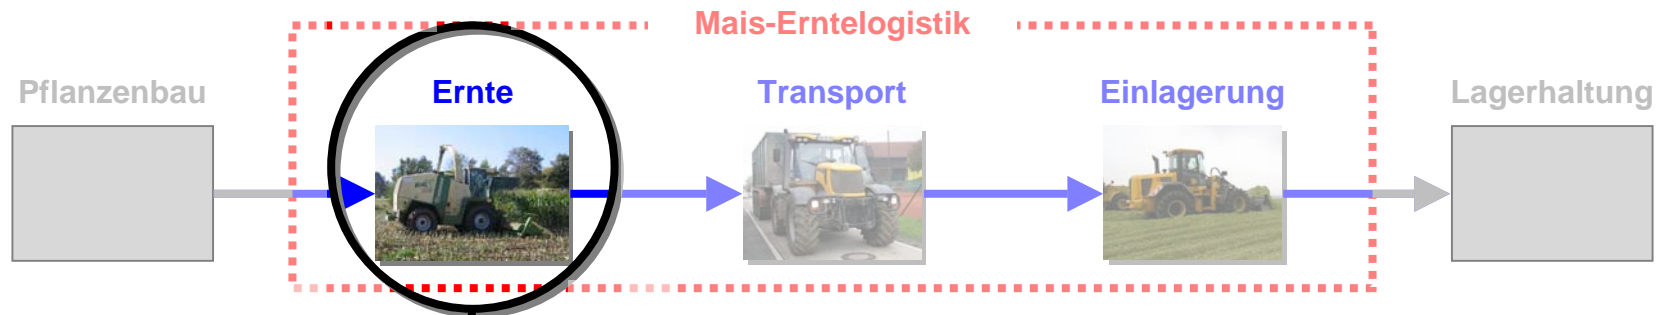 Mais-Erntelogistik
Pflanzenbau
Ernte
Transport
Einlagerung
Lagerhaltung